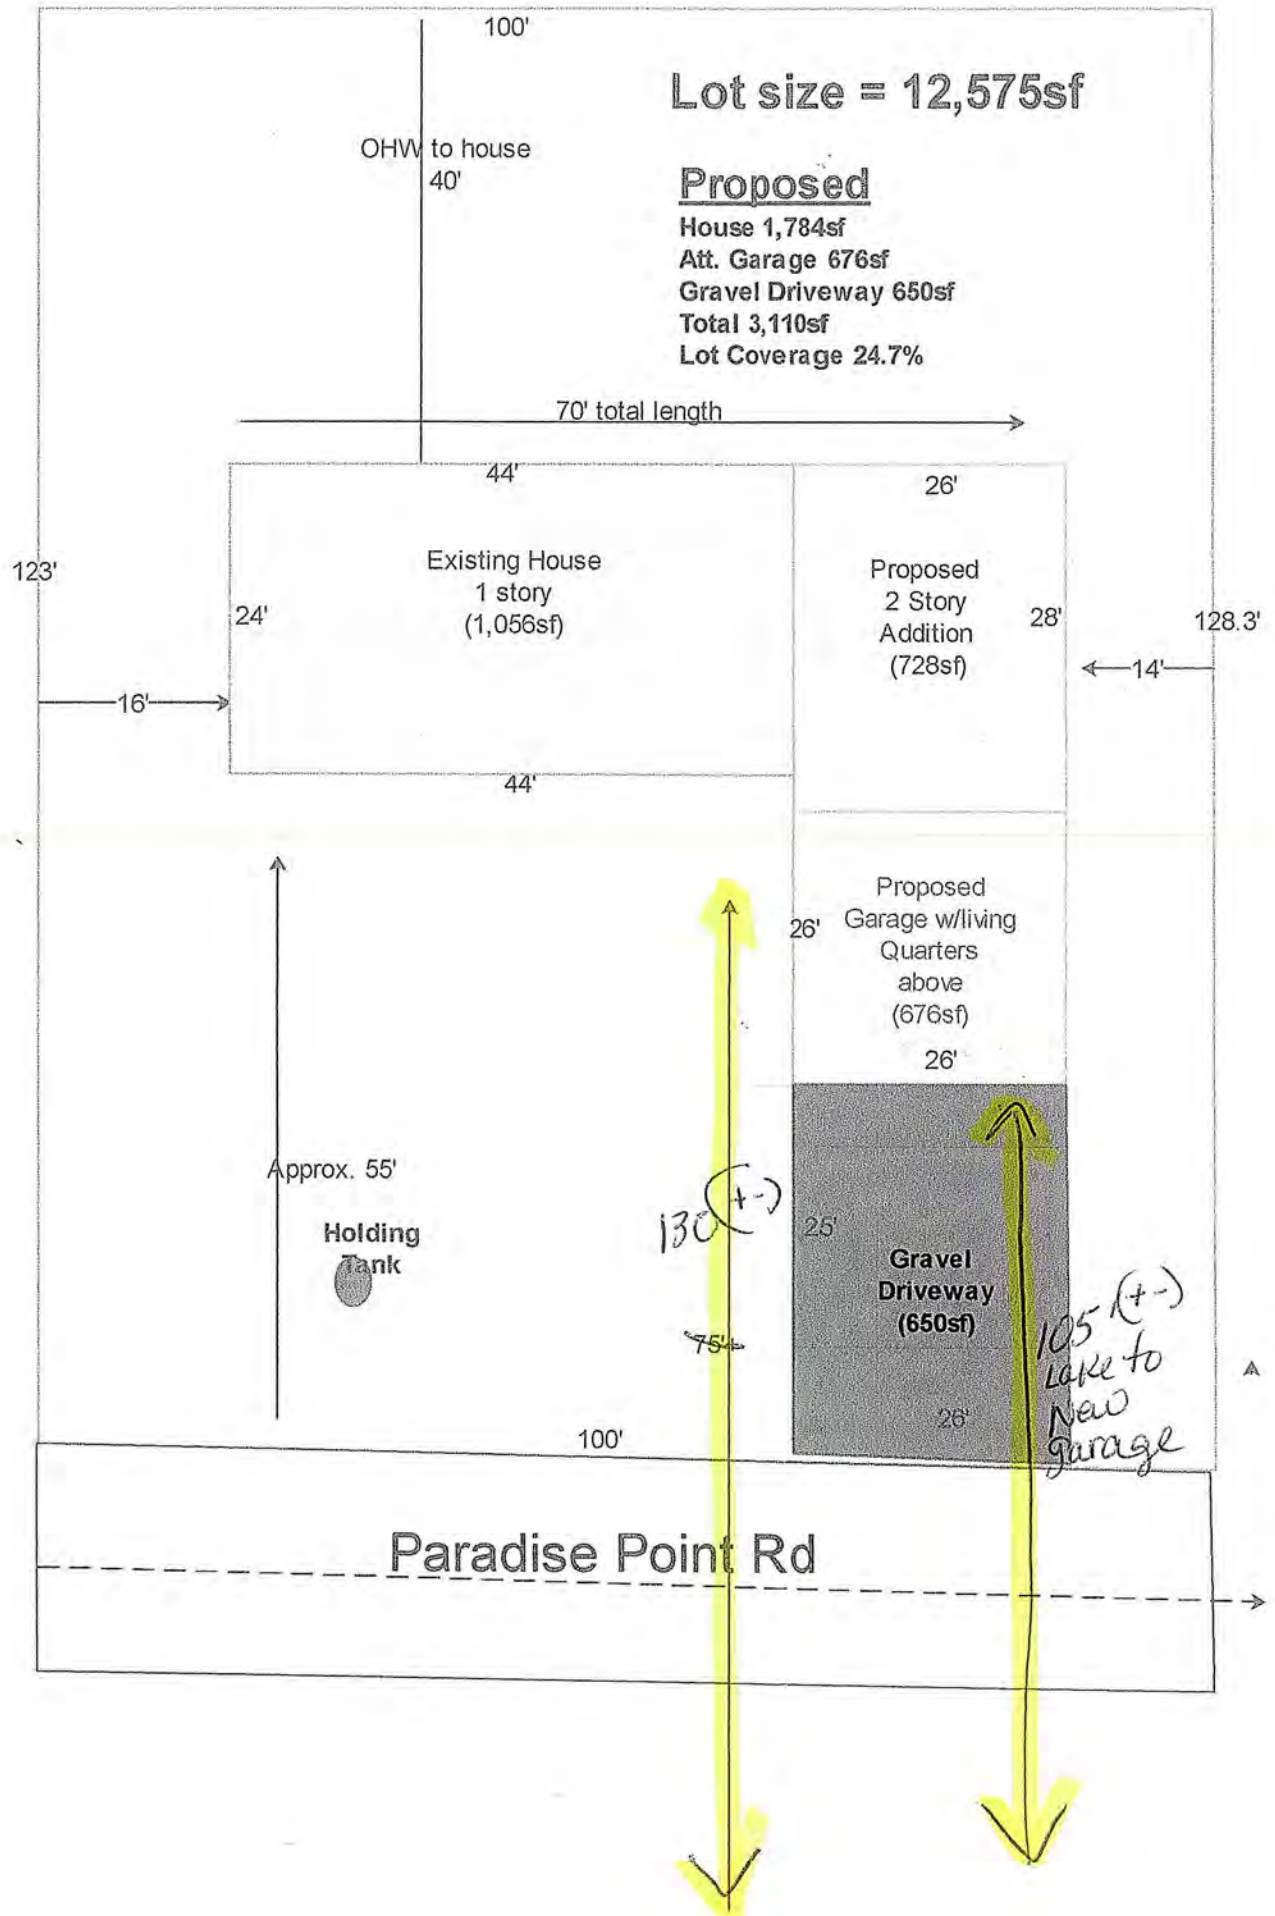 100'
Lot size = 12,575sf
OHW to house
40'
Proposed
House 1,784sf
Att. Garage 676sf
Gravel Driveway 650sf
Total 3,110sf
Lot Coverage 24.7%
70' total length
44'
26'
123'
Existing House
1 story
(1,056sf)
24'
Proposed
2 Story
Addition
(728sf)
28'
128.3'
16'
14'
44'
26'
Proposed
Garage w/living
Quarters
above
(676sf)
26'
Approx. 55'
Holding
Tank
130 (+-)
75'±
25'
Gravel
Driveway
(650sf)
26'
105' (+-)
Lake to
New
garage
100'
Paradise Point Rd